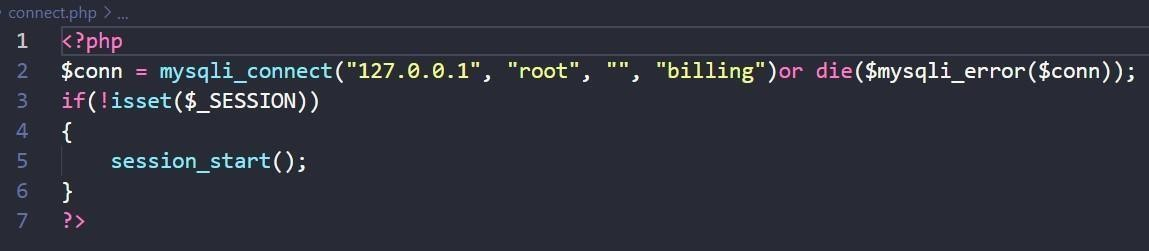 connect.php > ...
1 <?php
2 $conn = mysqli_connect("127.0.0.1", "root", "", "billing")or die($mysqli_error($conn));
3 if(!isset($_SESSION))
4 {
5     session_start();
6 }
7 ?>